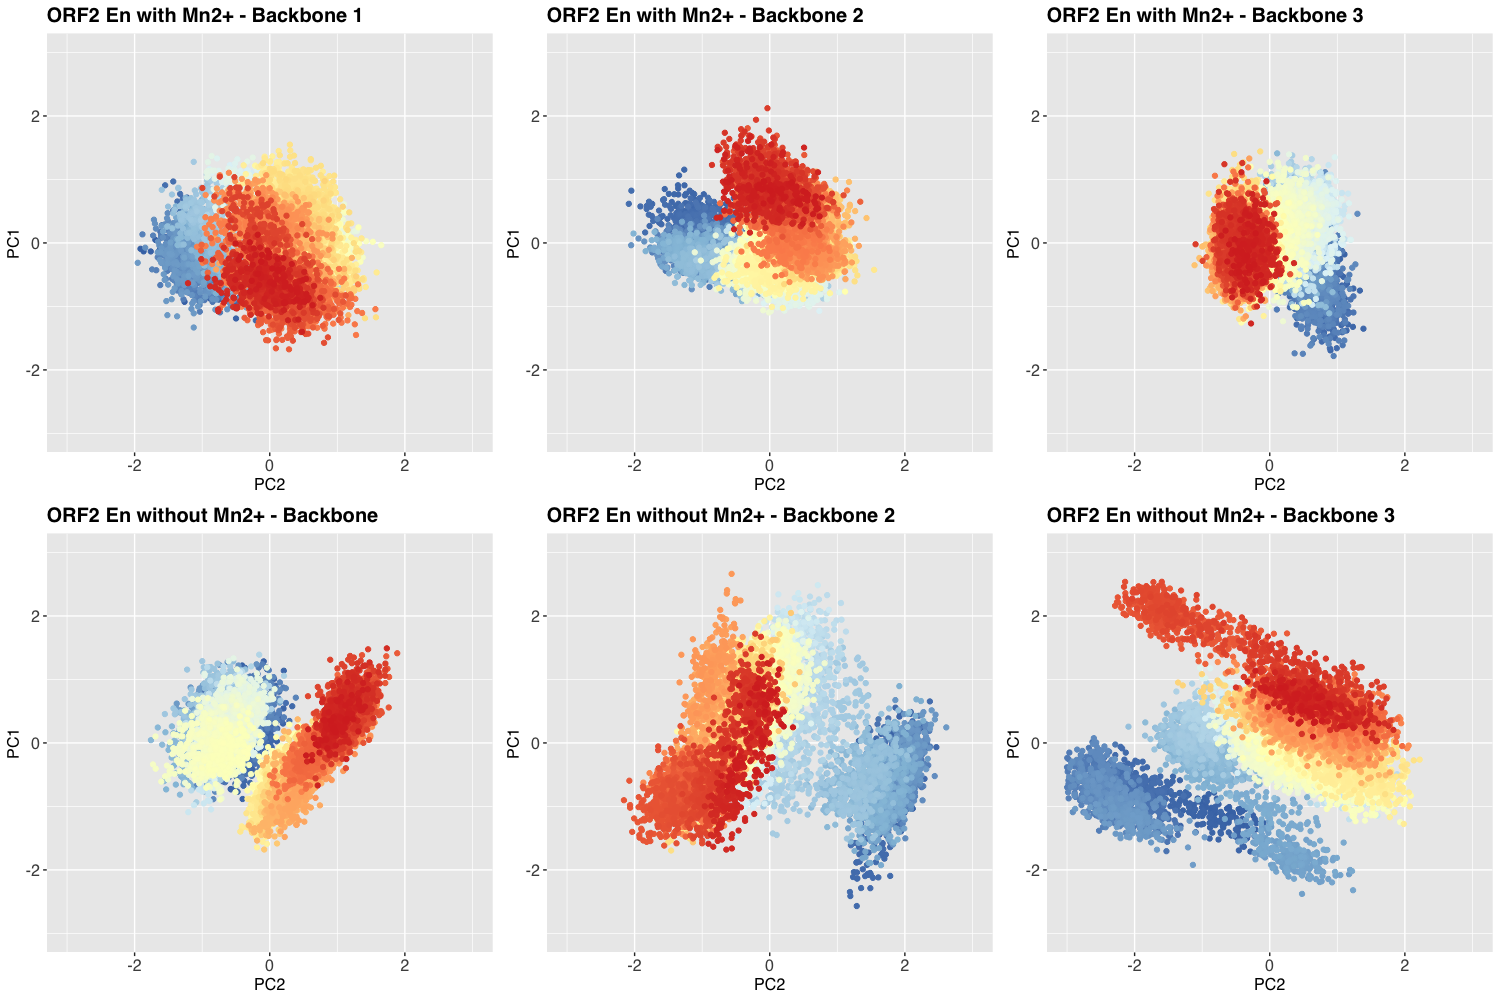 ORF2 En with Mn2+ - Backbone 1
ORF2 En with Mn2+ - Backbone 2
ORF2 En with Mn2+ - Backbone 3
PC1
2
0
-2
-2
0
2
PC2
PC1
2
0
-2
-2
0
2
PC2
PC1
2
0
-2
-2
0
2
PC2
ORF2 En without Mn2+ - Backbone
ORF2 En without Mn2+ - Backbone 2
ORF2 En without Mn2+ - Backbone 3
PC1
2
0
-2
-2
0
2
PC2
PC1
2
0
-2
-2
0
2
PC2
PC1
2
0
-2
-2
0
2
PC2